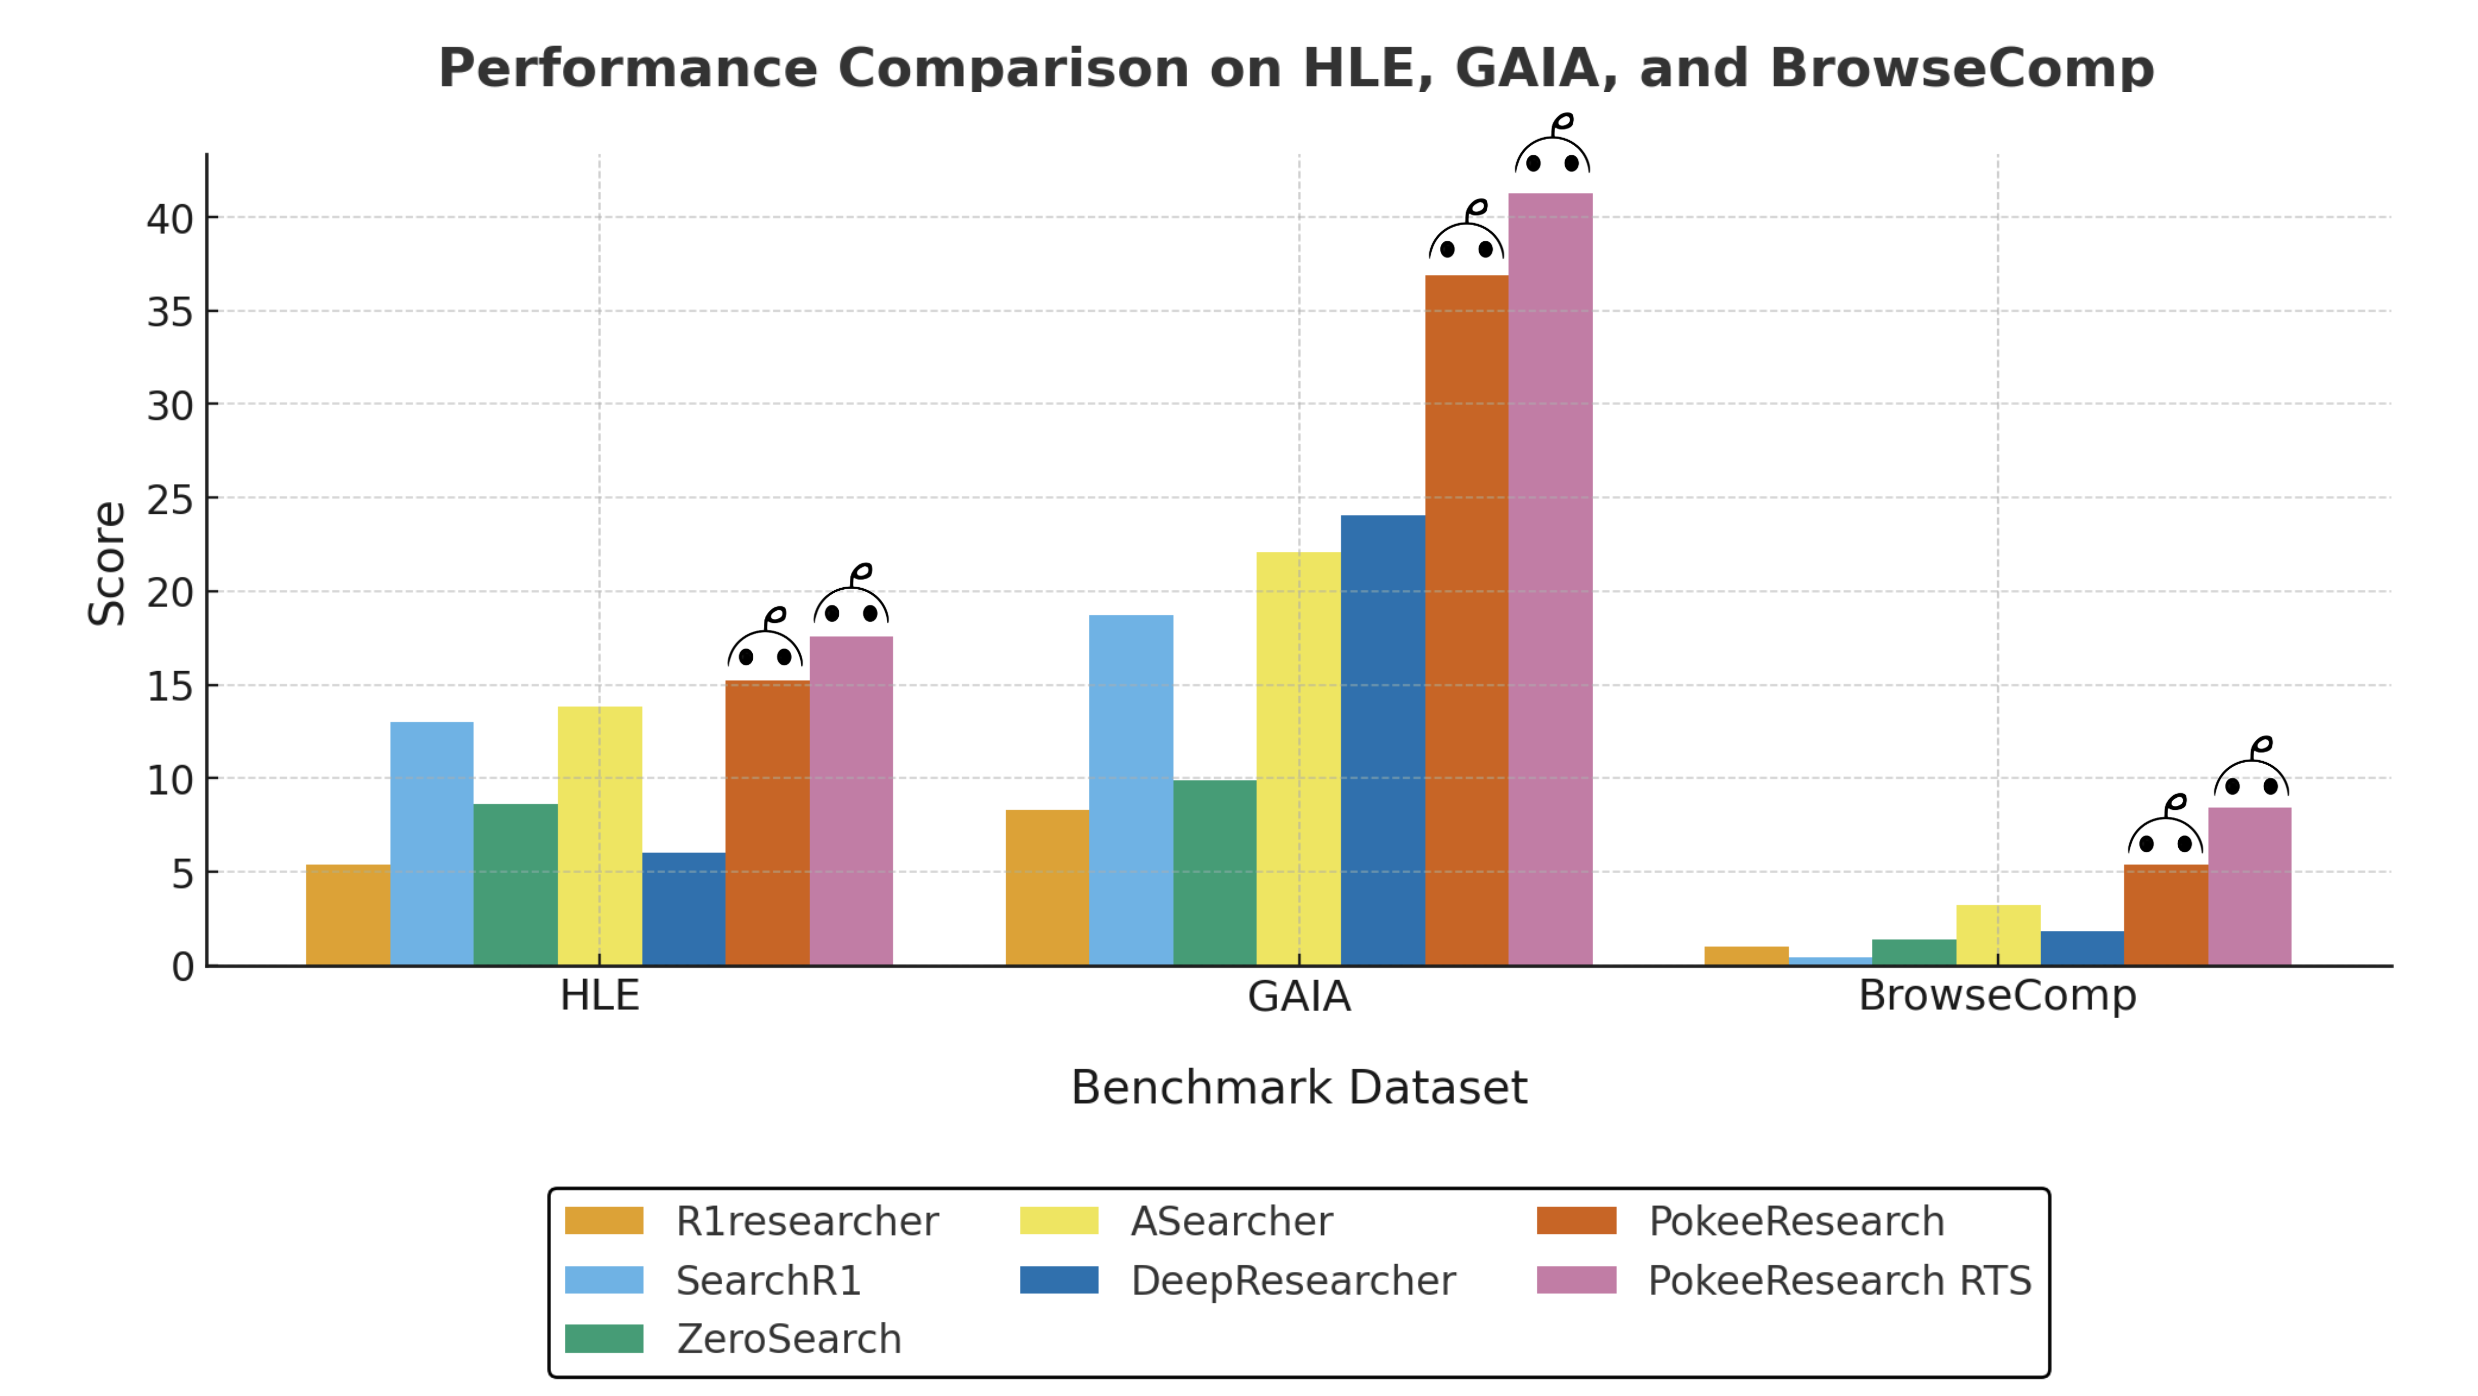 Performance Comparison on HLE, GAIA, and BrowseComp
Score
40
35
30
25
20
15
10
5
0
HLE
GAIA
BrowseComp
Benchmark Dataset
R1researcher
SearchR1
ZeroSearch
ASearcher
DeepResearcher
PokeeResearch
PokeeResearch RTS